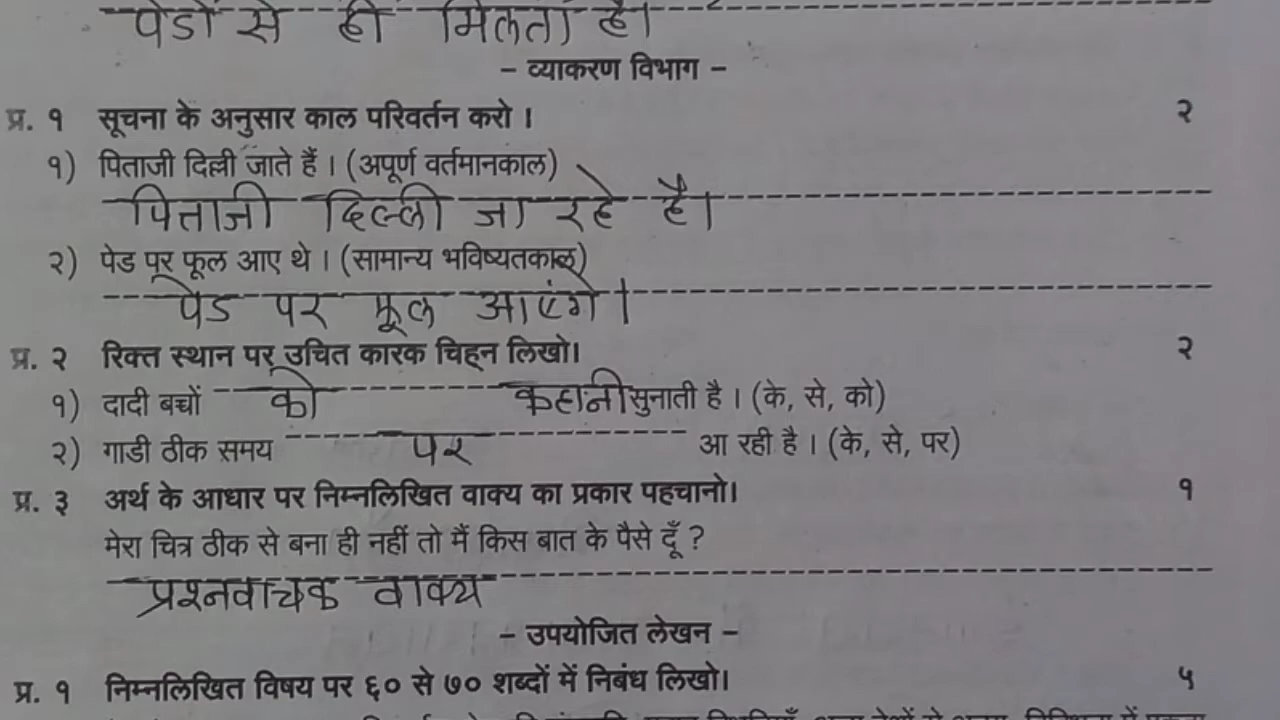 पेडों से ही मिलता है।
– व्याकरण विभाग –
प्र. १ सूचना के अनुसार काल परिवर्तन करो । २
१) पिताजी दिल्ली जाते हैं । (अपूर्ण वर्तमानकाल)
पिताजी दिल्ली जा रहे है।
२) पेड पर फूल आए थे । (सामान्य भविष्यतकाल)
पेड पर फूल आएंगे।
प्र. २ रिक्त स्थान पर उचित कारक चिह्न लिखो। २
१) दादी बच्चों को कहानी सुनाती है । (के, से, को)
२) गाडी ठीक समय पर आ रही है । (के, से, पर)
प्र. ३ अर्थ के आधार पर निम्नलिखित वाक्य का प्रकार पहचानो। १
मेरा चित्र ठीक से बना ही नहीं तो मैं किस बात के पैसे दूँ ?
प्रश्नवाचक वाक्य
– उपयोजित लेखन –
प्र. १ निम्नलिखित विषय पर ६० से ७० शब्दों में निबंध लिखो। ५